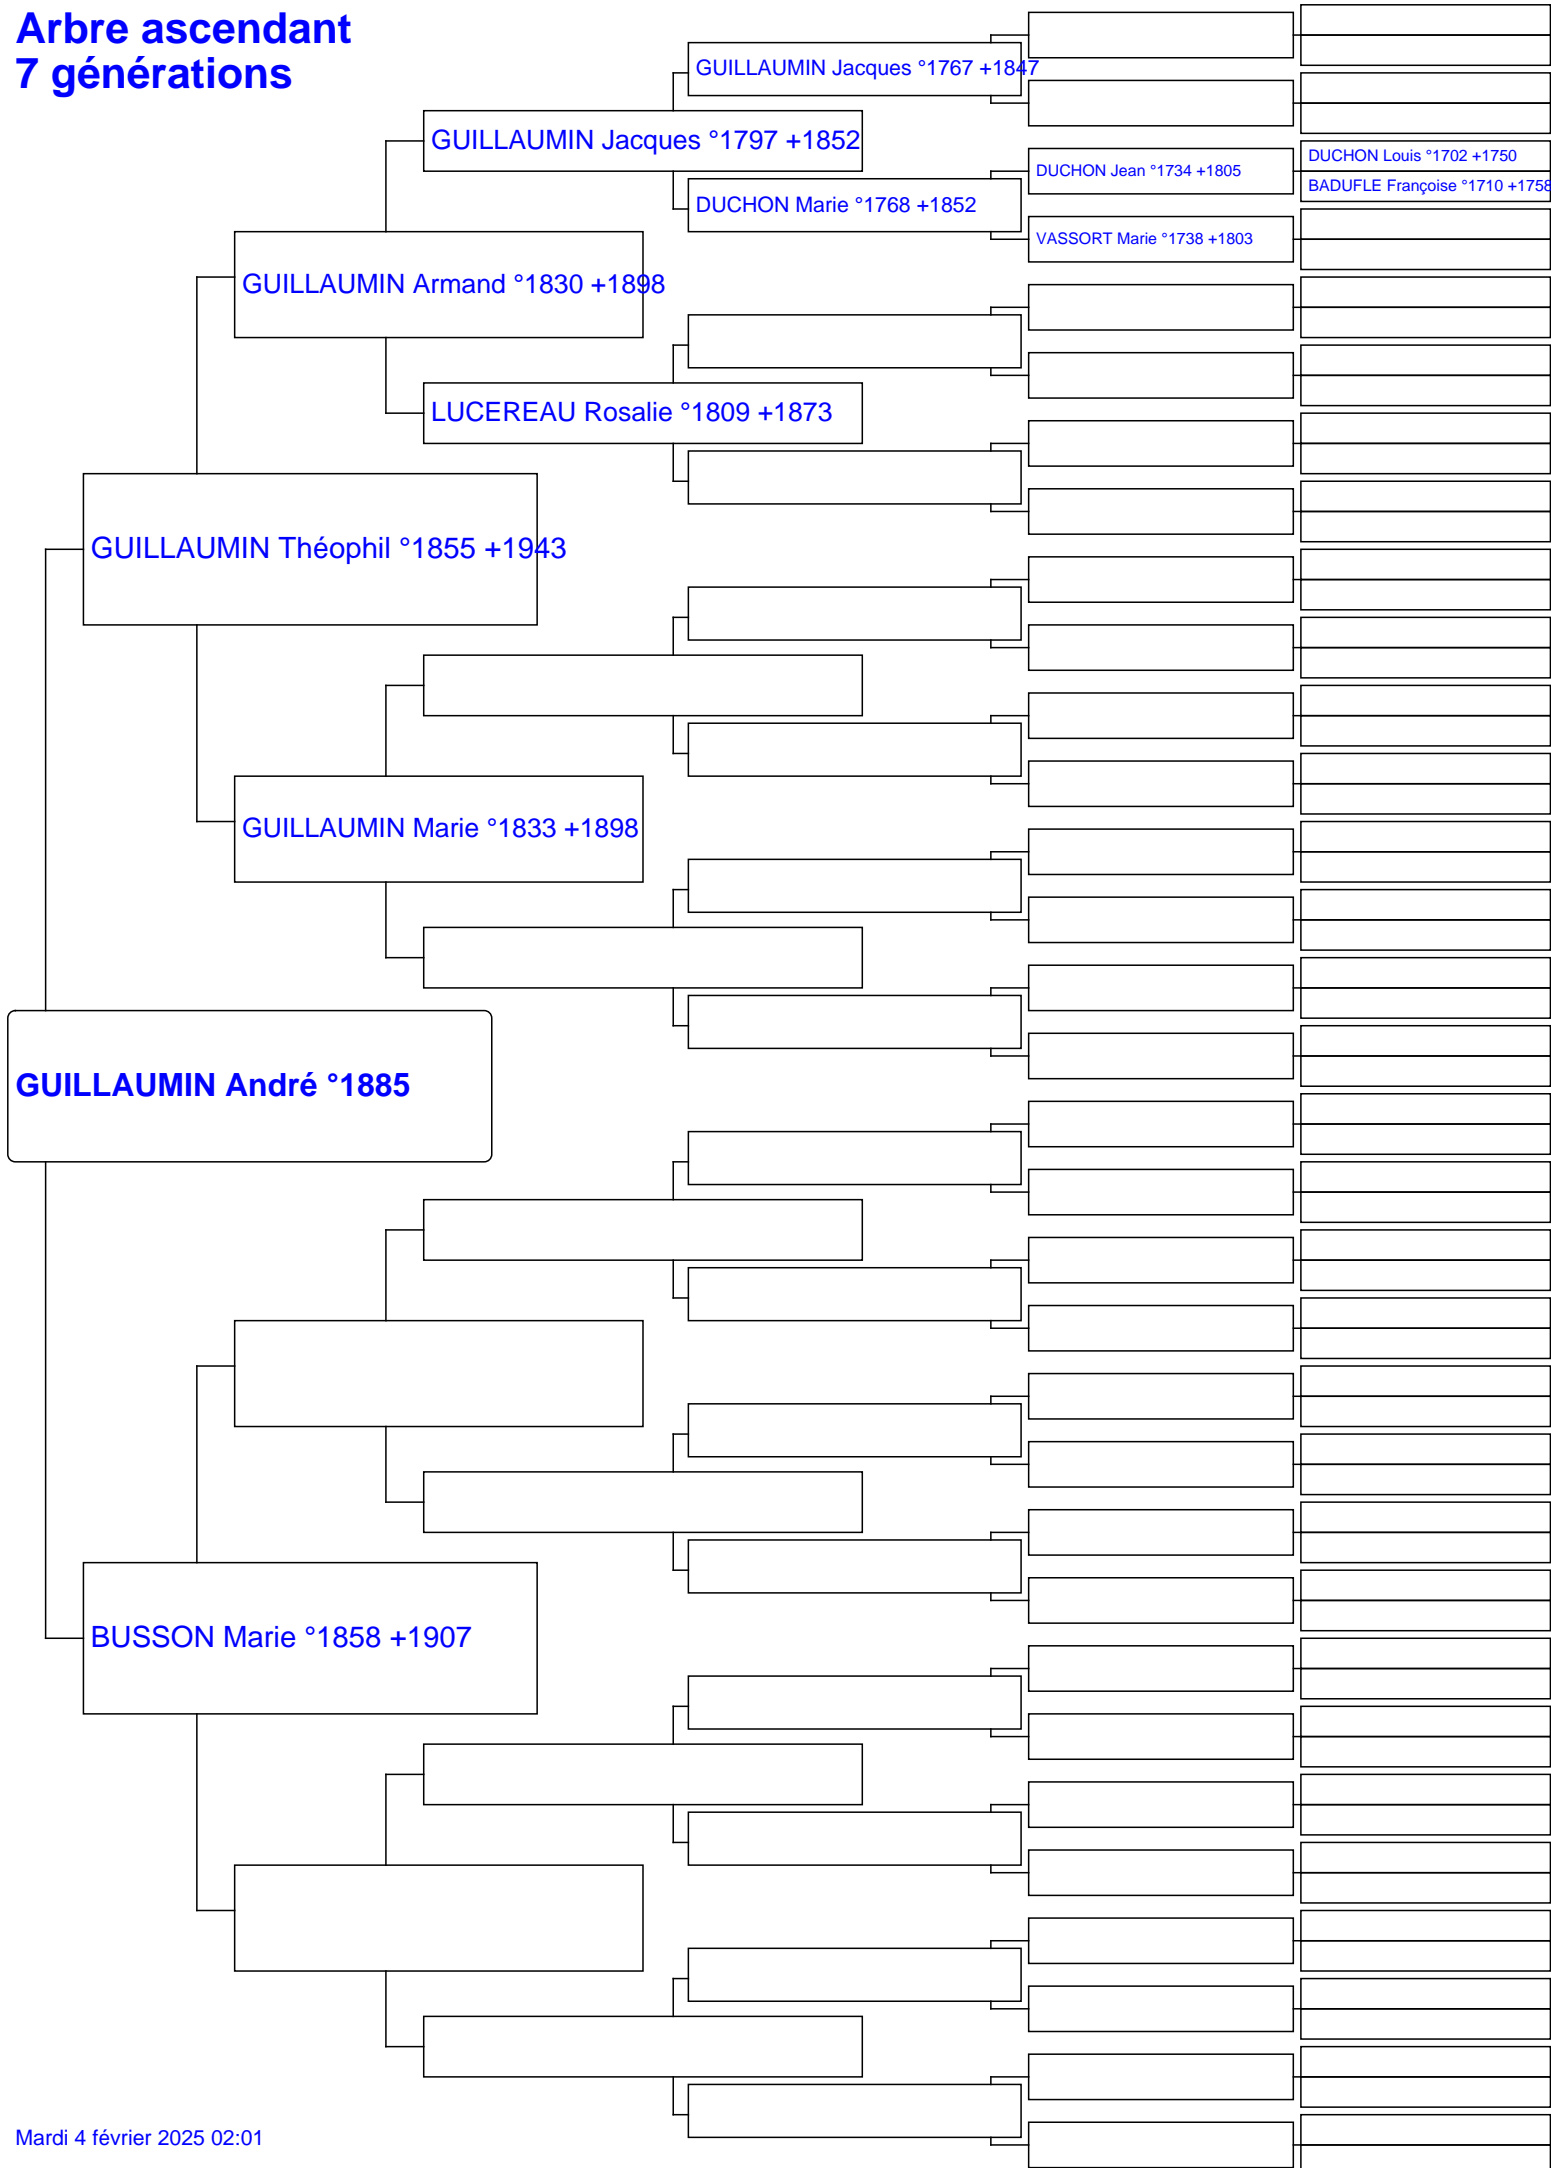 Arbre ascendant
7 générations
GUILLAUMIN Jacques °1767 +1847
GUILLAUMIN Jacques °1797 +1852
DUCHON Jean °1734 +1805
DUCHON Louis °1702 +1750
BADUFLE Françoise °1710 +1758
DUCHON Marie °1768 +1852
VASSORT Marie °1738 +1803
GUILLAUMIN Armand °1830 +1898
LUCEREAU Rosalie °1809 +1873
GUILLAUMIN Théophil °1855 +1943
GUILLAUMIN Marie °1833 +1898
GUILLAUMIN André °1885
BUSSON Marie °1858 +1907
Mardi 4 février 2025 02:01